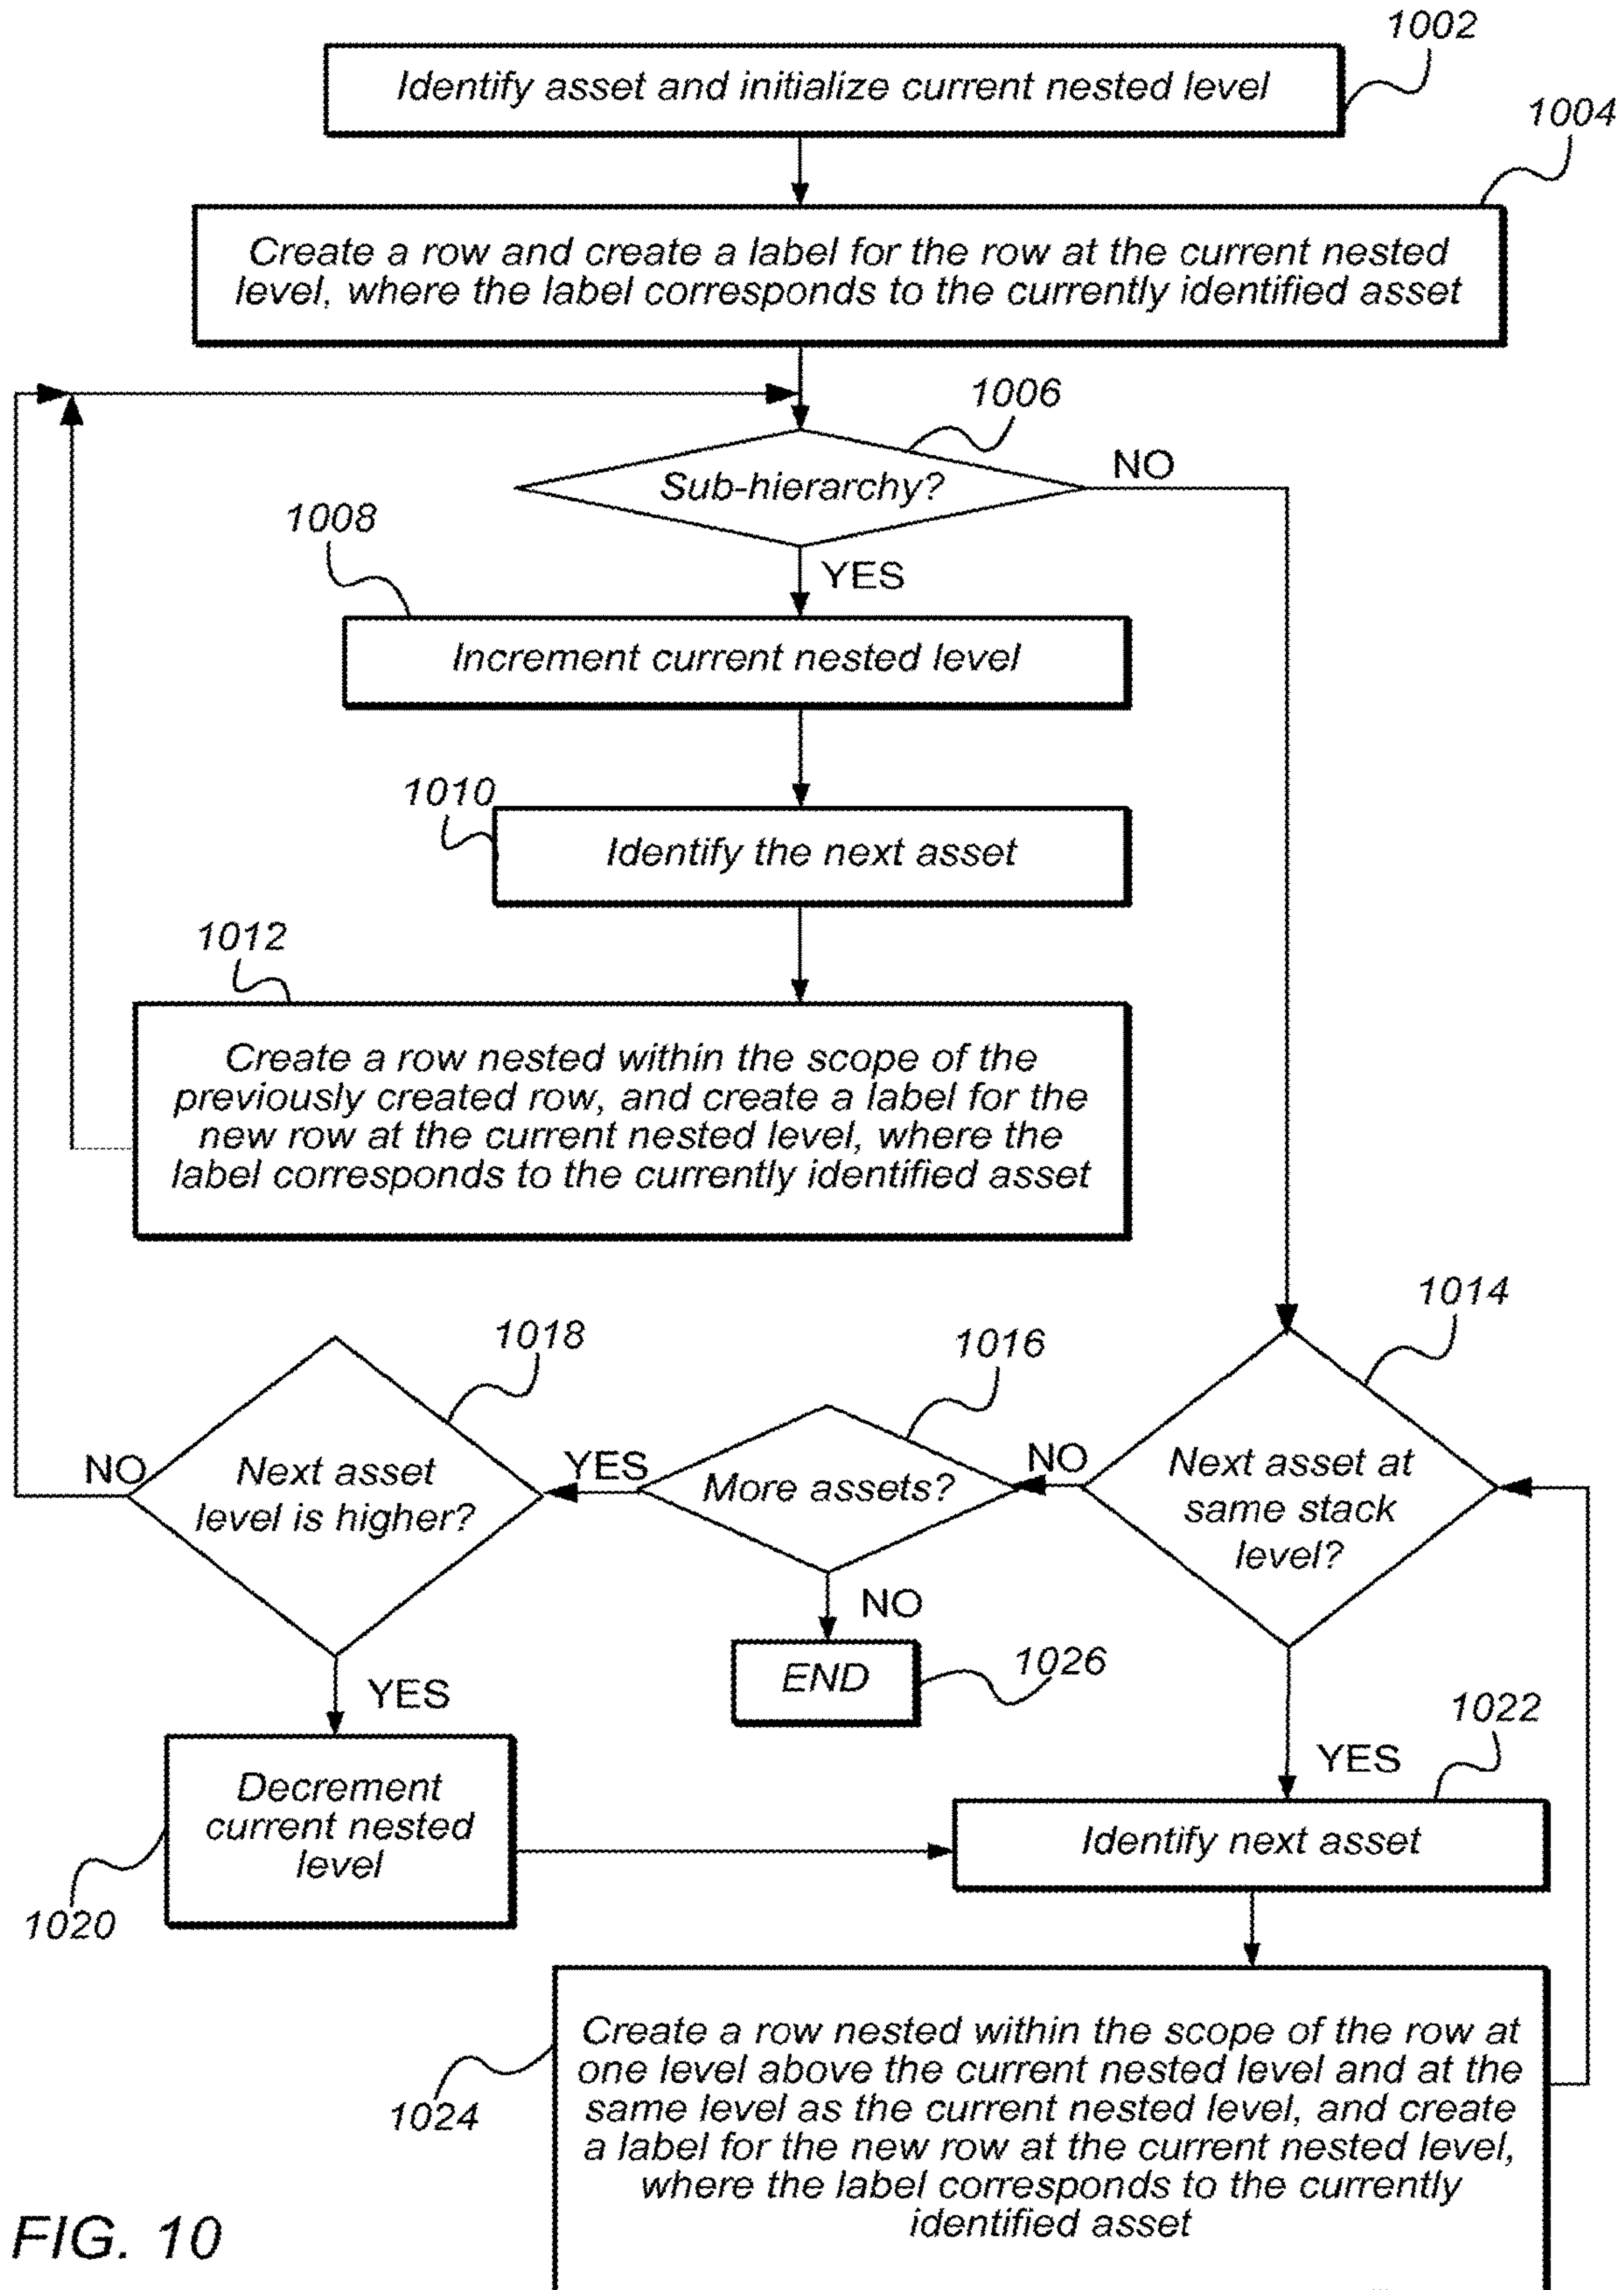 1002
Identify asset and initialize current nested level
1004
Create a row and create a label for the row at the current nested
level, where the label corresponds to the currently identified asset
1006
Sub-hierarchy?
NO
1008
YES
Increment current nested level
1010
Identify the next asset
1012
Create a row nested within the scope of the
previously created row, and create a label for the
new row at the current nested level, where the
label corresponds to the currently identified asset
1014
1018
1016
NO
Next asset
level is higher?
YES
More assets?
NO
Next asset at
same stack
level?
NO
END
1026
YES
1022
YES
Decrement
current nested
level
Identify next asset
1020
Create a row nested within the scope of the row at
one level above the current nested level and at the
same level as the current nested level, and create
a label for the new row at the current nested level,
where the label corresponds to the currently
identified asset
1024
FIG. 10